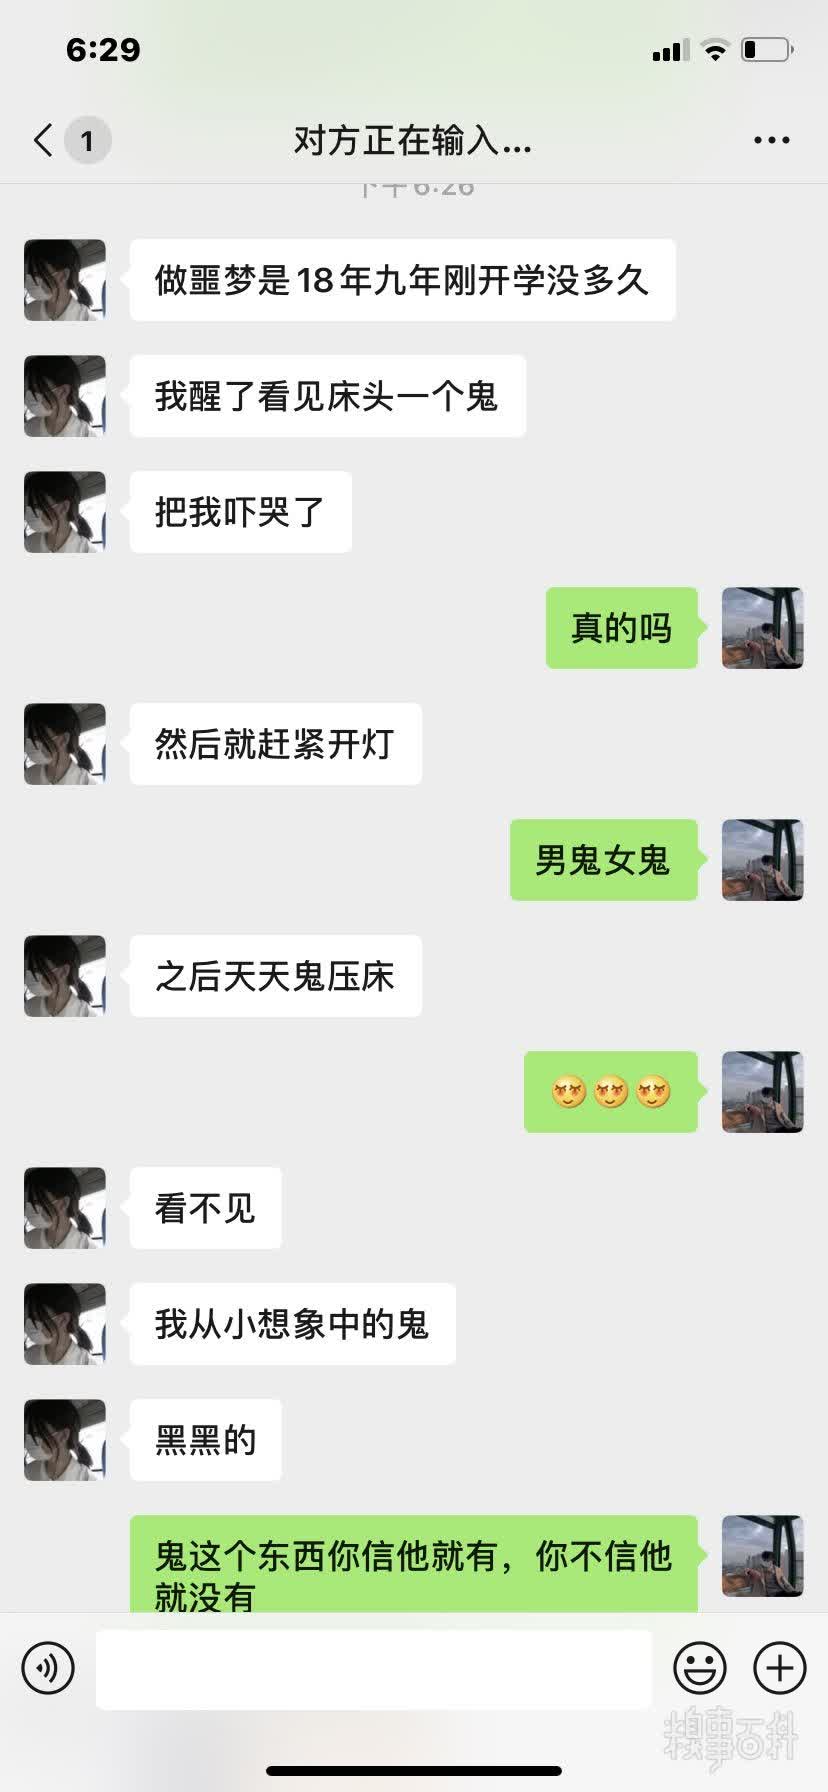 6:29
1
对方正在输入...
下午6:26
做噩梦是18年九年刚开学没多久
我醒了看见床头一个鬼
把我吓哭了
真的吗
然后就赶紧开灯
男鬼女鬼
之后天天鬼压床
看不见
我从小想象中的鬼
黑黑的
鬼这个东西你信他就有，你不信他
就没有
糗事百科